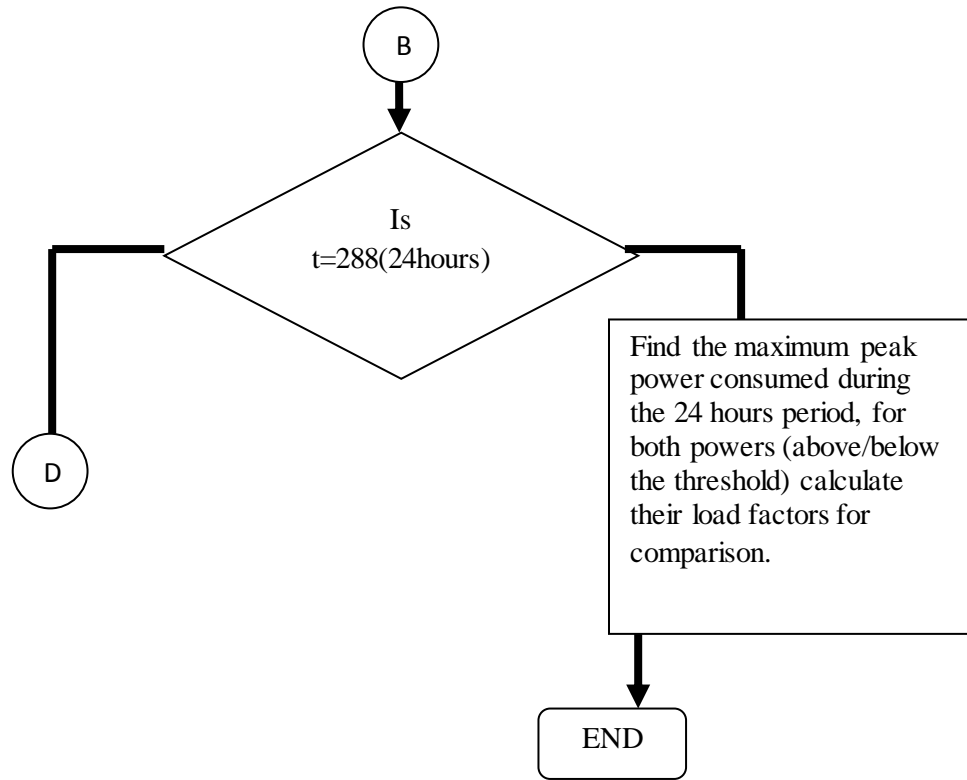 B
Is
t=288(24hours)
D
Find the maximum peak
power consumed during
the 24 hours period, for
both powers (above/below
the threshold) calculate
their load factors for
comparison.
END